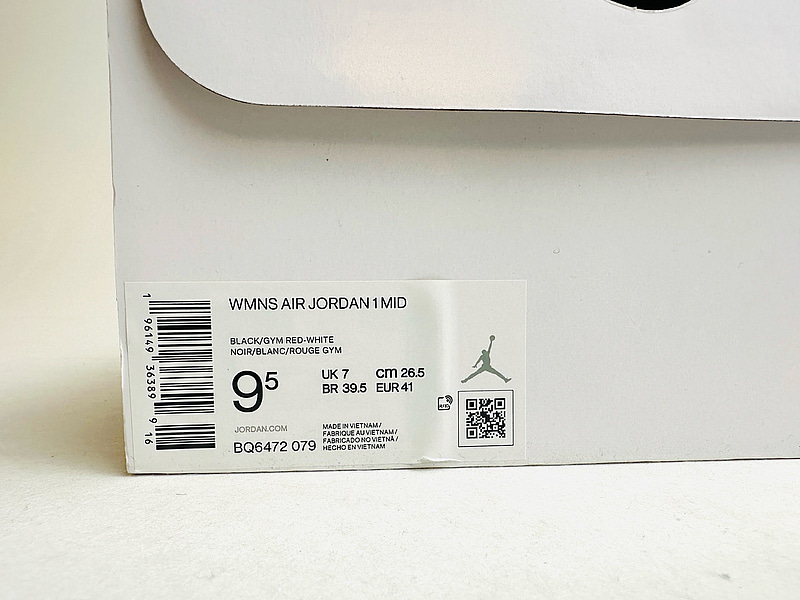 WMNS AIR JORDAN 1 MID
BLACK/GYM RED-WHITE
NOIR/BLANC/ROUGE GYM
9⁵
UK 7 cm 26.5
BR 39.5 EUR 41
JORDAN.COM
BQ6472 079
MADE IN VIETNAM /
FABRIQUE AU VIETNAM /
FABRICADO NO VIETNÃ /
HECHO EN VIETNAM
RFID
1 96149 36389 9 16